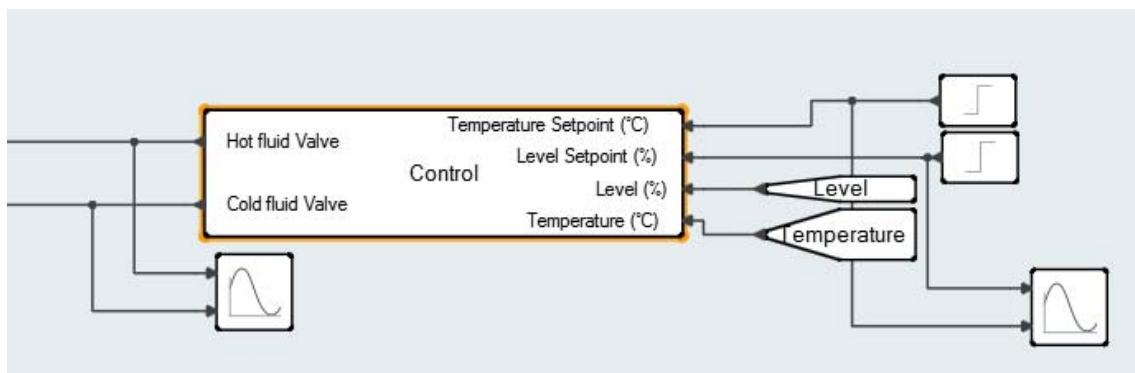 Temperature Setpoint (°C)
Hot fluid Valve
Level Setpoint (%)
Control
Level (%)
Level
Cold fluid Valve
Temperature (°C)
Temperature